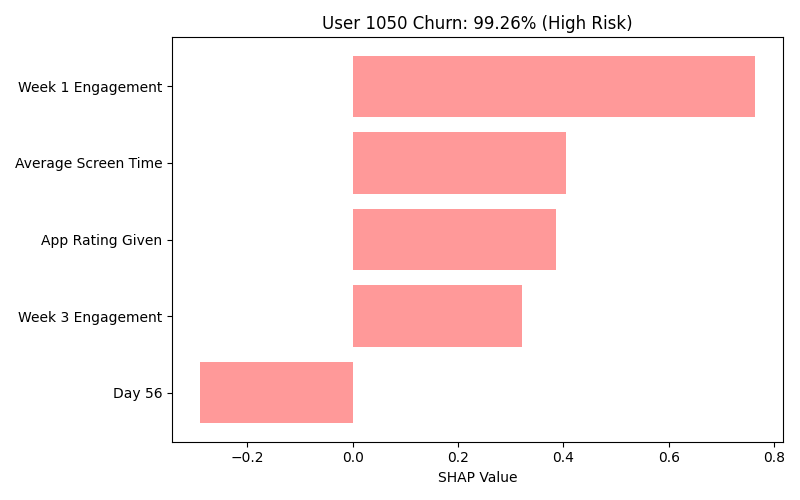 User 1050 Churn: 99.26% (High Risk)
Week 1 Engagement
Average Screen Time
App Rating Given
Week 3 Engagement
Day 56
−0.2 0.0 0.2 0.4 0.6 0.8
SHAP Value